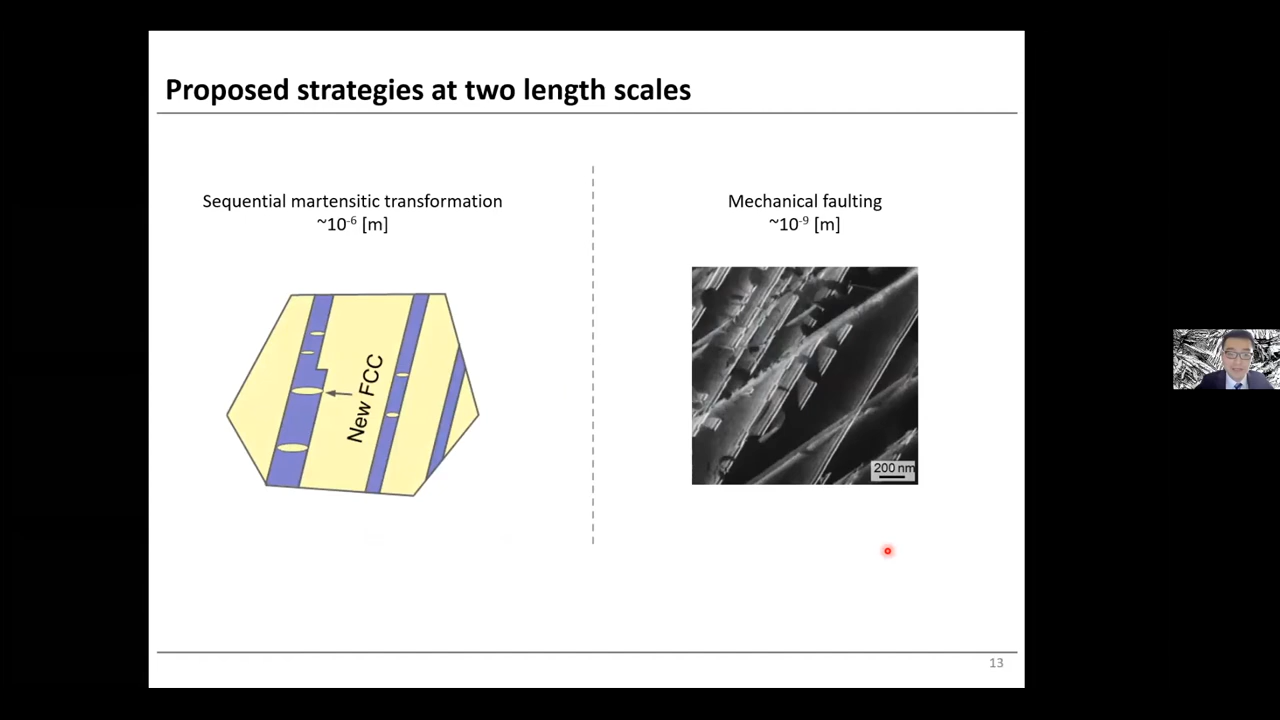 Proposed strategies at two length scales
Sequential martensitic transformation
~10⁻⁶ [m]
New FCC
Mechanical faulting
~10⁻⁹ [m]
200 nm
13